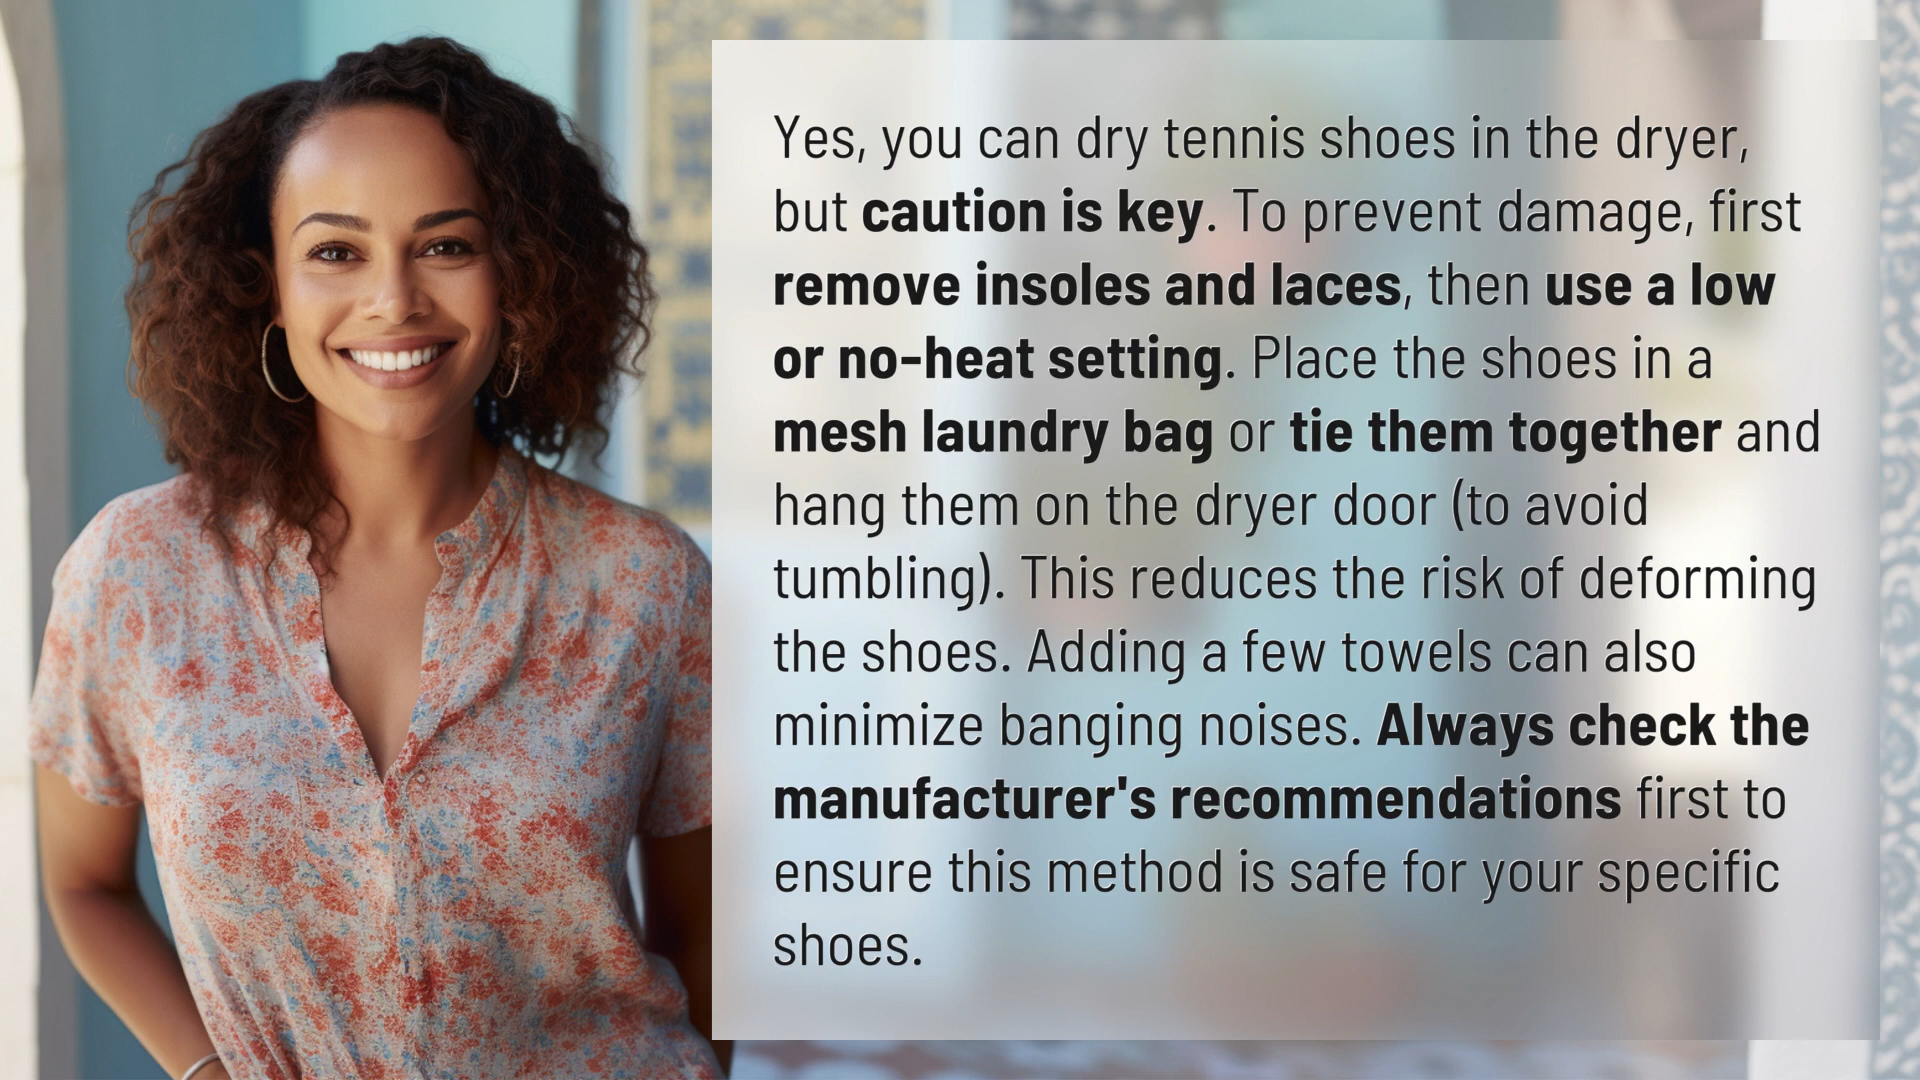 Yes, you can dry tennis shoes in the dryer,
but caution is key. To prevent damage, first
remove insoles and laces, then use a low
or no-heat setting. Place the shoes in a
mesh laundry bag or tie them together and
hang them on the dryer door (to avoid
tumbling). This reduces the risk of deforming
the shoes. Adding a few towels can also
minimize banging noises. Always check the
manufacturer's recommendations first to
ensure this method is safe for your specific
shoes.